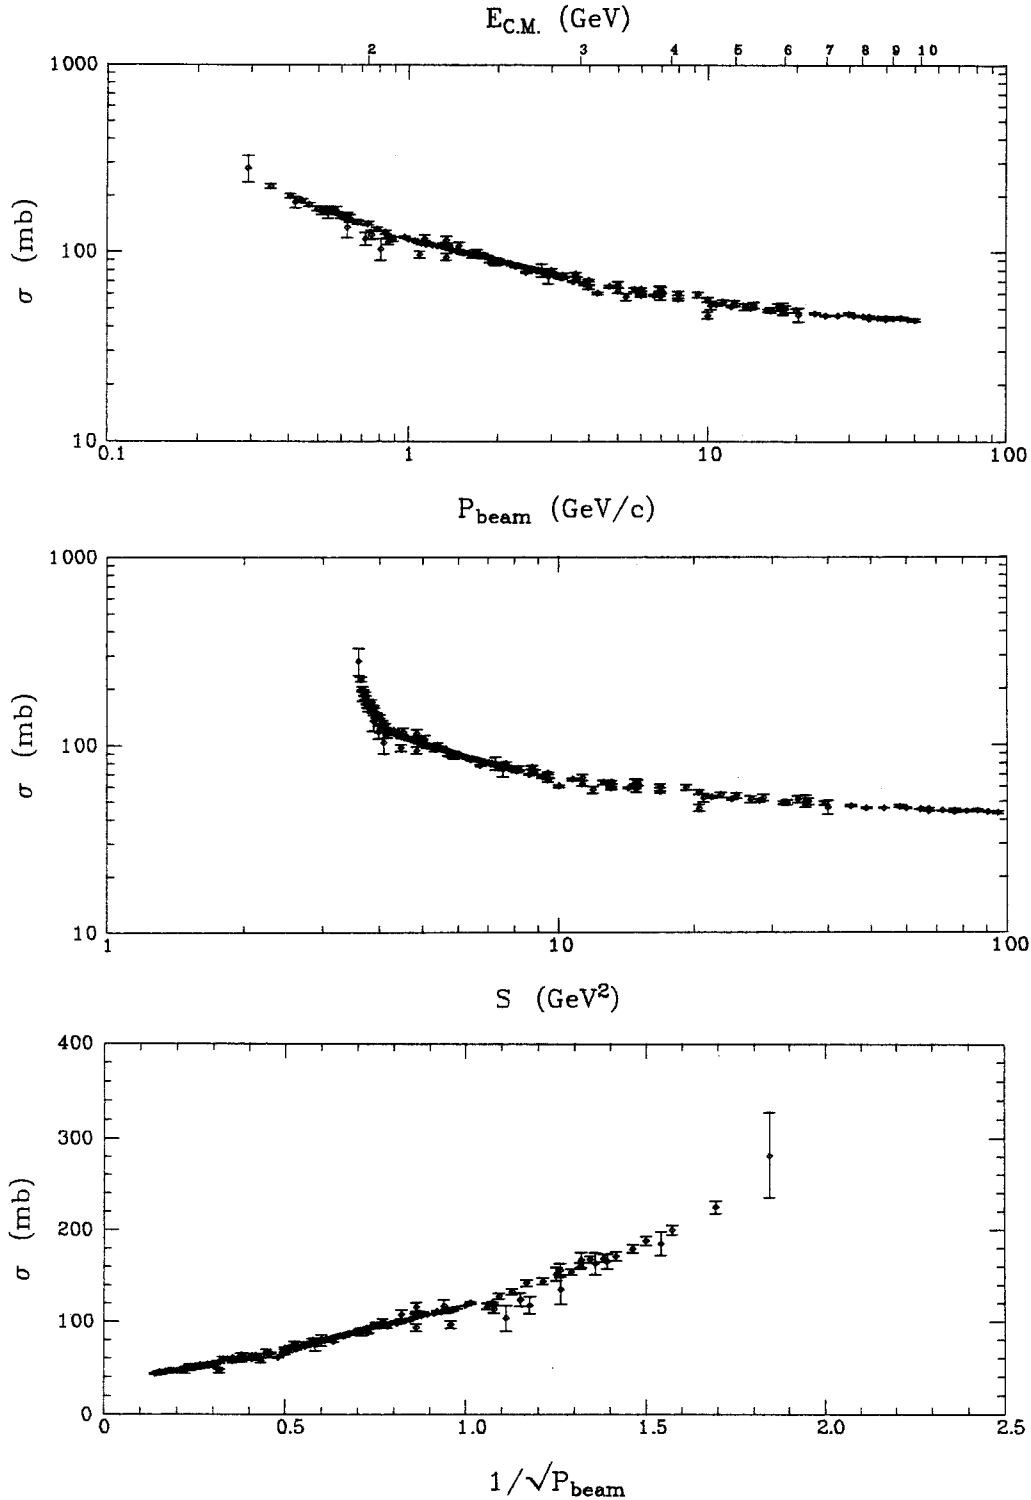 E_C.M. (GeV)
2 3 4 5 6 7 8 9 10
1000
100
10
σ (mb)
0.1 1 10 100
P_beam (GeV/c)
1000
100
10
σ (mb)
1 10 100
S (GeV²)
400
300
200
100
0
σ (mb)
0 0.5 1.0 1.5 2.0 2.5
1/√P_beam